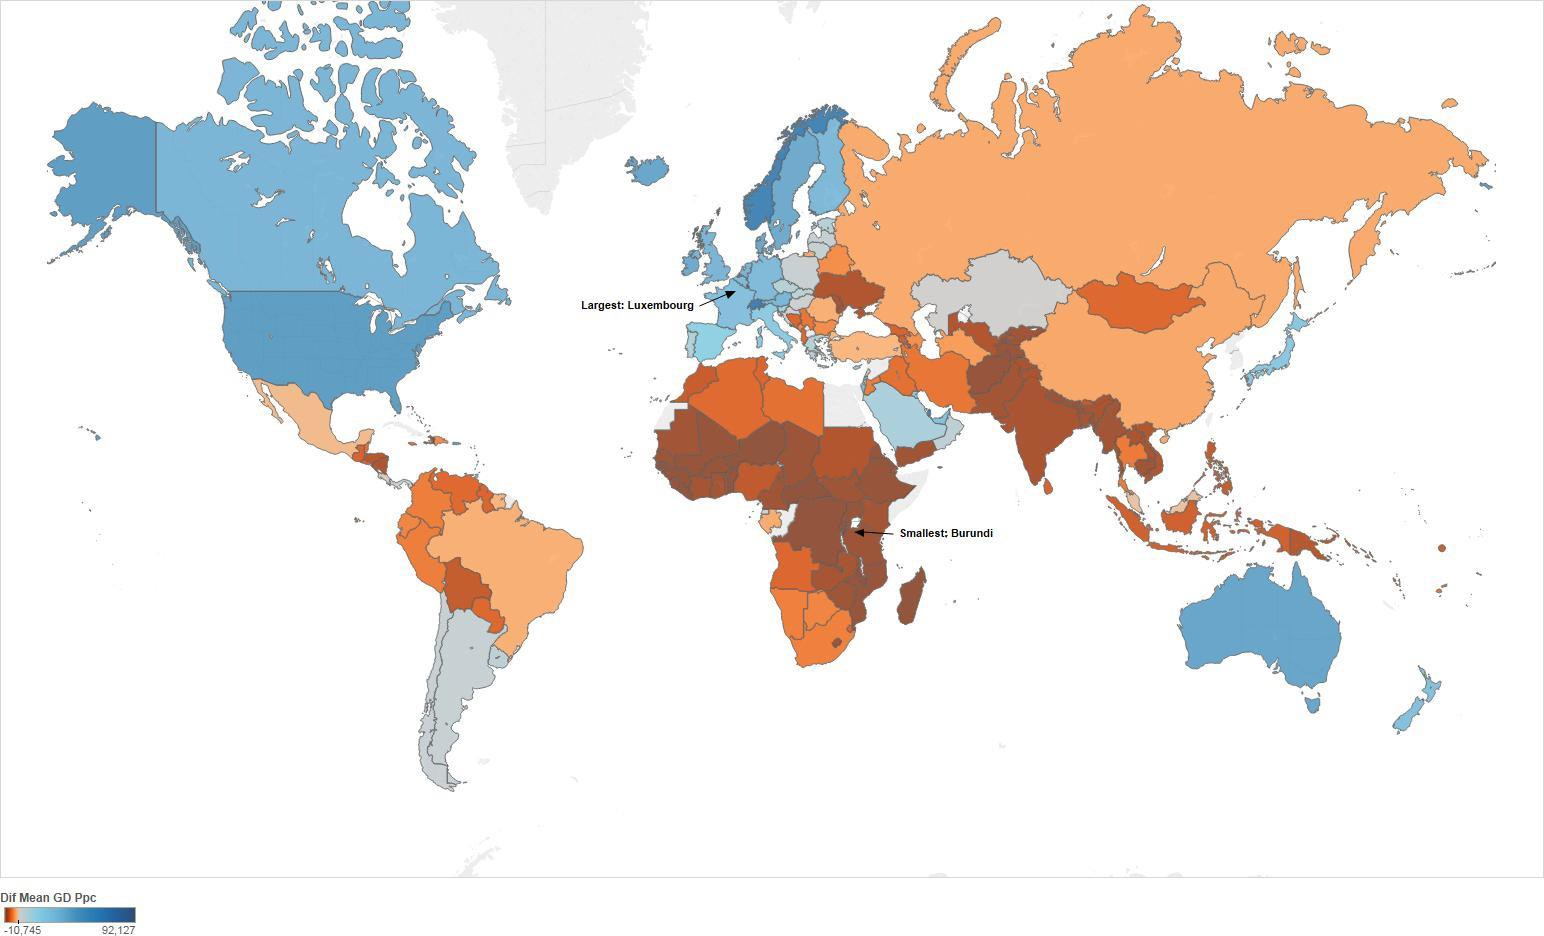 Largest: Luxembourg
Smallest: Burundi
Dif Mean GD Ppc
-10,745 92,127